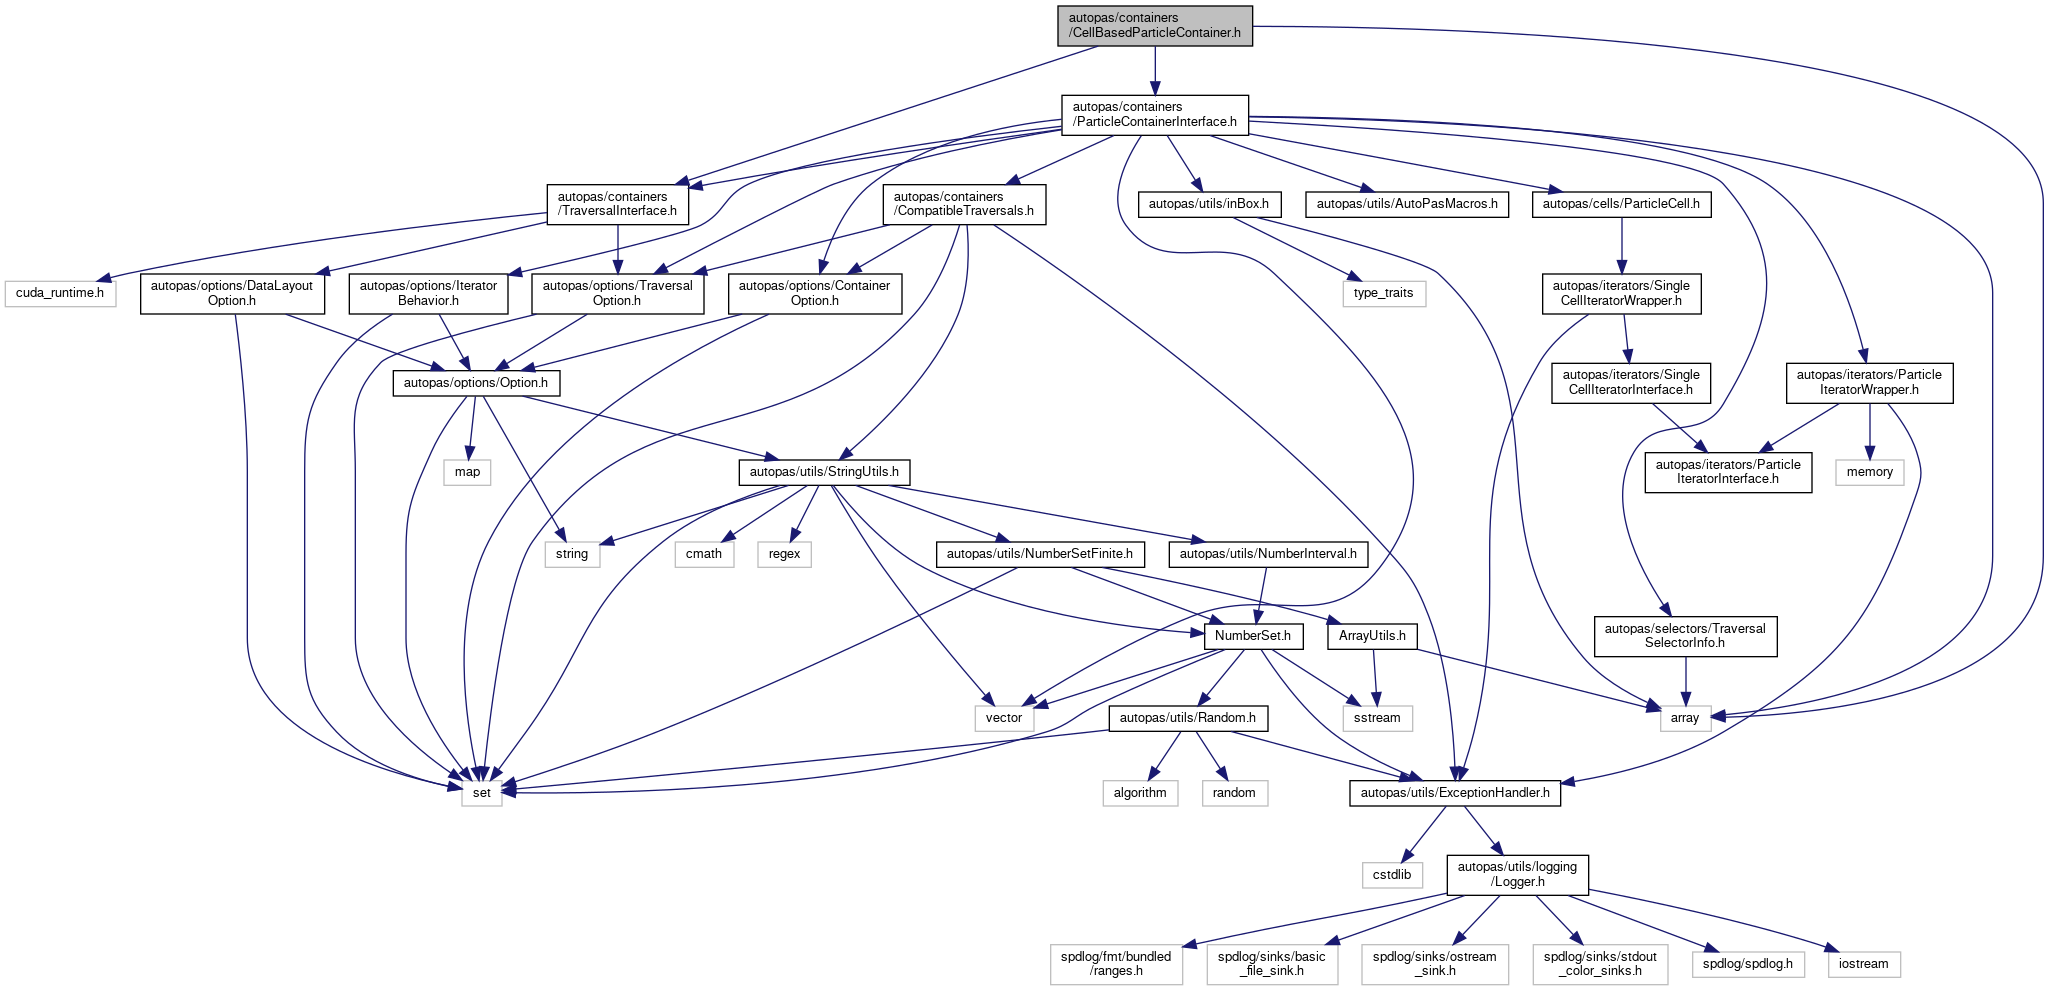 autopas/containers
/CellBasedParticleContainer.h
autopas/containers
/ParticleContainerInterface.h
autopas/containers
/TraversalInterface.h
autopas/containers
/CompatibleTraversals.h
autopas/utils/inBox.h
autopas/utils/AutoPasMacros.h
autopas/cells/ParticleCell.h
cuda_runtime.h
autopas/options/DataLayout
Option.h
autopas/options/Iterator
Behavior.h
autopas/options/Traversal
Option.h
autopas/options/Container
Option.h
type_traits
autopas/iterators/Single
CellIteratorWrapper.h
autopas/options/Option.h
autopas/iterators/Single
CellIteratorInterface.h
autopas/iterators/Particle
IteratorWrapper.h
map
autopas/utils/StringUtils.h
autopas/iterators/Particle
IteratorInterface.h
memory
string
cmath
regex
autopas/utils/NumberSetFinite.h
autopas/utils/NumberInterval.h
NumberSet.h
ArrayUtils.h
autopas/selectors/Traversal
SelectorInfo.h
vector
autopas/utils/Random.h
sstream
array
set
algorithm
random
autopas/utils/ExceptionHandler.h
cstdlib
autopas/utils/logging
/Logger.h
spdlog/fmt/bundled
/ranges.h
spdlog/sinks/basic
_file_sink.h
spdlog/sinks/ostream
_sink.h
spdlog/sinks/stdout
_color_sinks.h
spdlog/spdlog.h
iostream